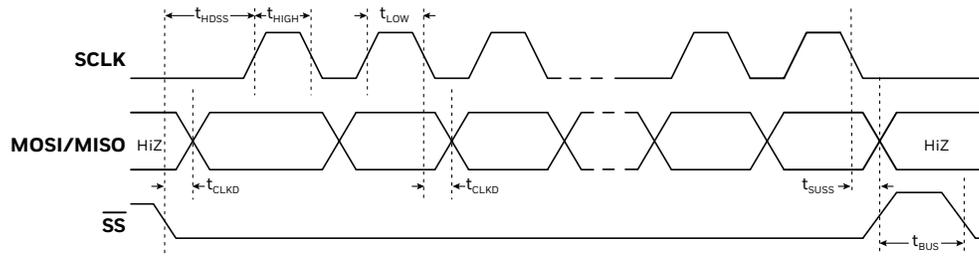 tHDSS tHIGH tLOW
SCLK
MOSI/MISO HiZ HiZ
tCLKD tCLKD tSUSS
SS
tBUS